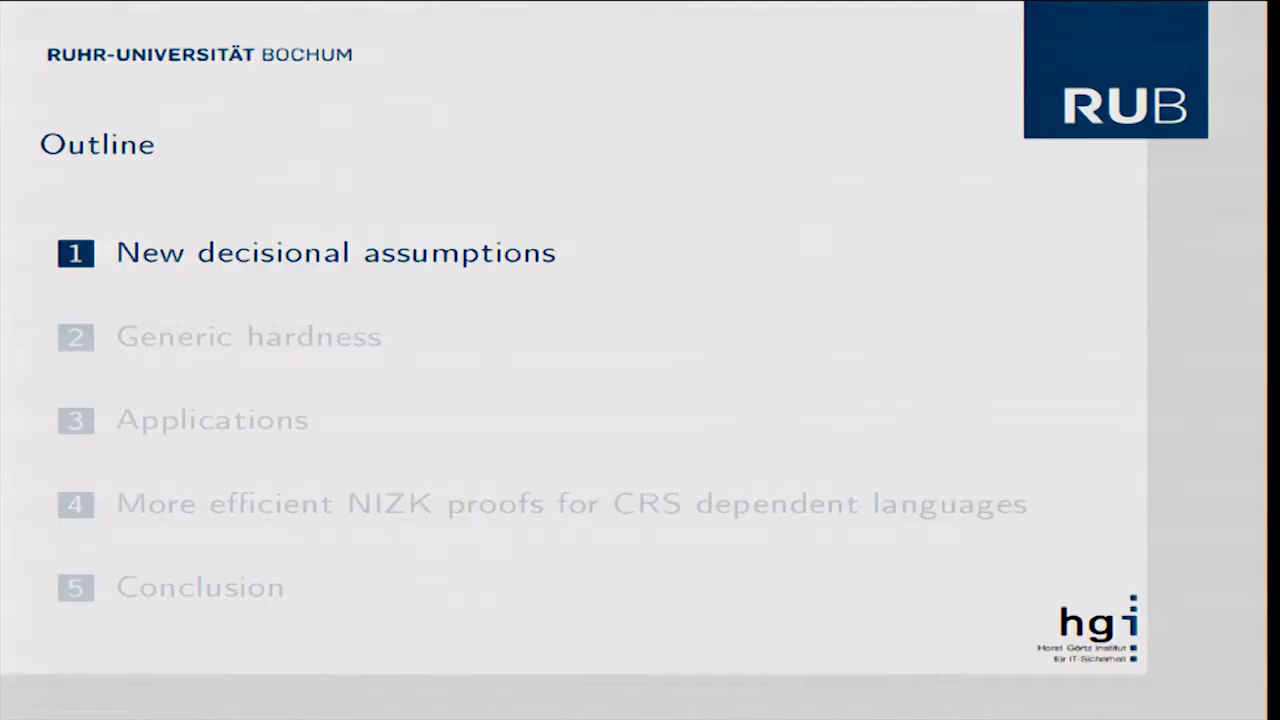 RUHR-UNIVERSITÄT BOCHUM
RUB
Outline
1 New decisional assumptions
2 Generic hardness
3 Applications
4 More efficient NIZK proofs for CRS dependent languages
5 Conclusion
hgi
Horst Görtz Institut
für IT-Sicherheit